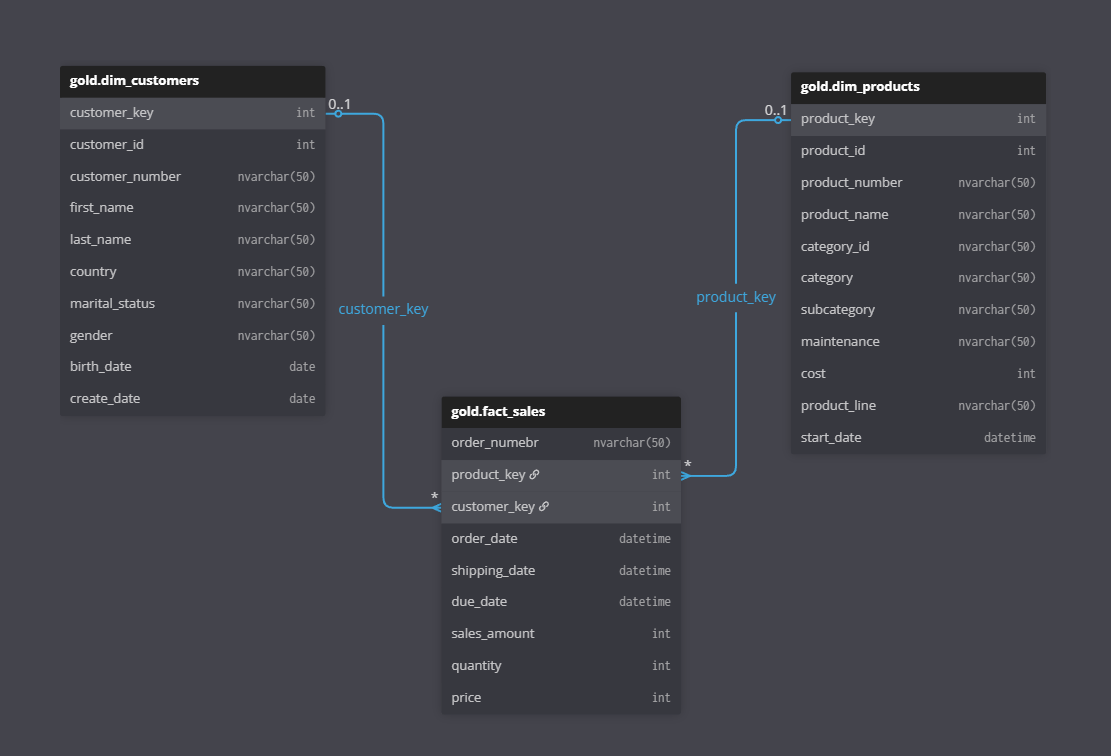 gold.dim_customers
customer_key int
customer_id int
customer_number nvarchar(50)
first_name nvarchar(50)
last_name nvarchar(50)
country nvarchar(50)
marital_status nvarchar(50)
gender nvarchar(50)
birth_date date
create_date date
0..1
customer_key
*
gold.dim_products
product_key int
product_id int
product_number nvarchar(50)
product_name nvarchar(50)
category_id nvarchar(50)
category nvarchar(50)
subcategory nvarchar(50)
maintenance nvarchar(50)
cost int
product_line nvarchar(50)
start_date datetime
0..1
product_key
*
gold.fact_sales
order_numebr nvarchar(50)
product_key int
customer_key int
order_date datetime
shipping_date datetime
due_date datetime
sales_amount int
quantity int
price int